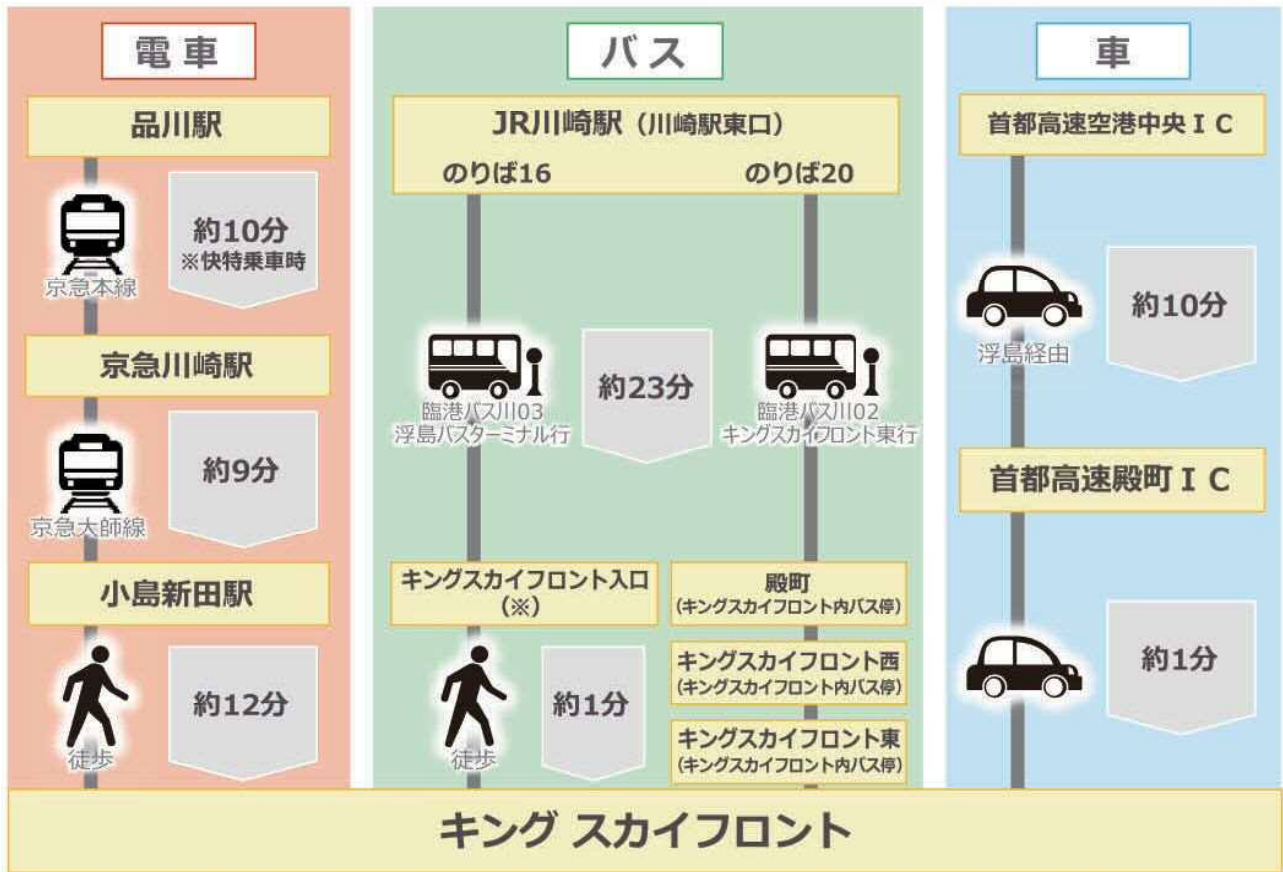 電車
品川駅
約10分
※快特乗車時
京急本線
京急川崎駅
約9分
京急大師線
小島新田駅
約12分
徒歩
バス
JR川崎駅（川崎駅東口）
のりば16 のりば20
臨港バス川03
浮島バスターミナル行
約23分
臨港バス川02
キングスカイフロント東行
キングスカイフロント入口
（※）
約1分
徒歩
殿町
(キングスカイフロント内バス停)
キングスカイフロント西
(キングスカイフロント内バス停)
キングスカイフロント東
(キングスカイフロント内バス停)
車
首都高速空港中央ＩＣ
約10分
浮島経由
首都高速殿町ＩＣ
約1分
キング スカイフロント